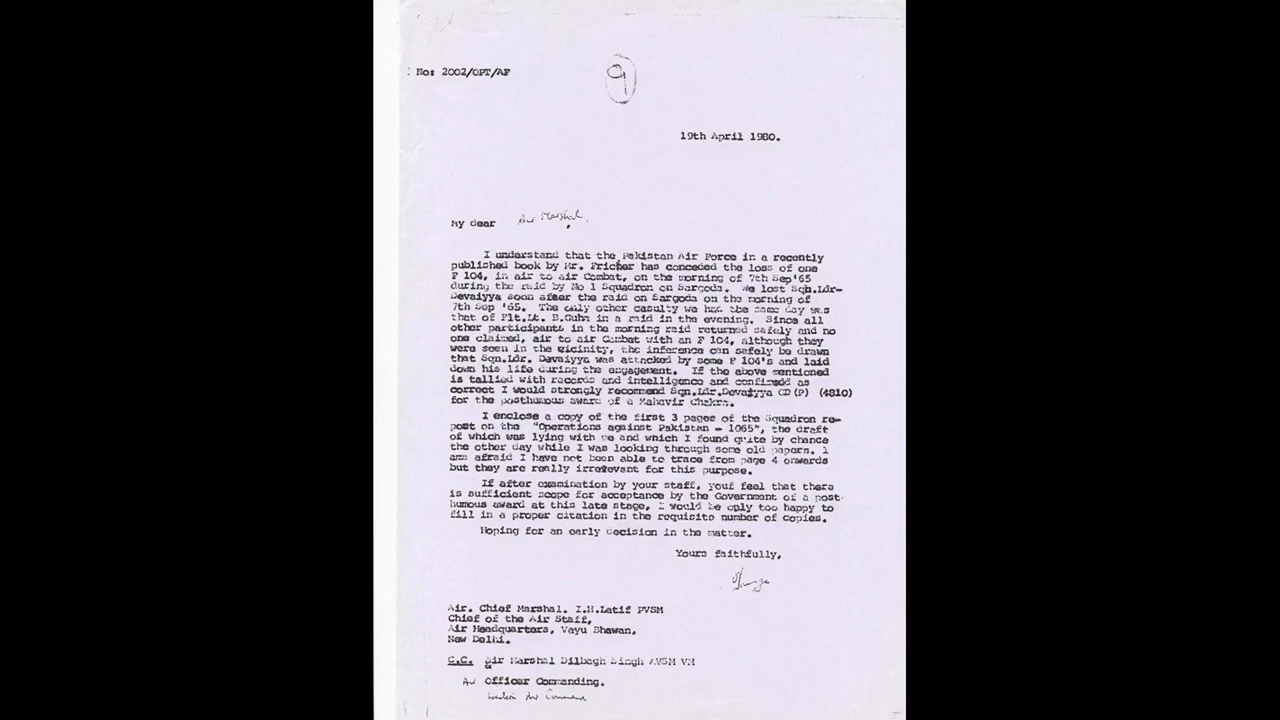 No: 2002/OPT/AF
9
19th April 1980.
My dear Air Marshal.
I understand that the Pakistan Air Force in a recently
published book by Mr. Fricker has conceded the loss of one
F 104, in air to air Combat, on the morning of 7th Sep'65
during the raid by No 1 Squadron on Sargoda. We lost Sqn.Ldr-
Devaiyya soon after the raid on Sargoda on the morning of
7th Sep '65. The only other casulty we had the same day was
that of Flt.Lt. B.Guha in a raid in the evening. Since all
other participants in the morning raid returned safely and no
one claimed, air to air Combat with an F 104, although they
were seen in the vicinity, the inference can safely be drawn
that Sqn.Ldr. Devaiyya was attacked by some F 104's and laid
down his life during the engagement. If the above mentioned
is tallied with records and intelligence and confirmdd as
correct I would strongly recommend Sqn.Ldr.Devaiyya GD(P) (4810)
for the posthumous award of a Mahavir Chakra.
I enclose a copy of the first 3 pages of the Squadron re-
pout on the "Operations against Pakistan - 1065", the draft
of which was lying with me and which I found quite by chance
the other day while I was looking through some old papers. I
am afraid I have not been able to trace from page 4 onwards
but they are really irrelevant for this purpose.
If after examination by your staff, youf feel that there
is sufficient scope for acceptance by the Government of a post-
humous award at this late stage, I would be only too happy to
fill in a proper citation in the requisite number of copies.
Hoping for an early decision in the matter.
Yours faithfully,
Air. Chief Marshal. I.H.Latif PVSM
Chief of the Air Staff,
Air Headquarters, Vayu Bhawan,
New Delhi.
C.C. Air Marshal Dilbagh Singh AVSM VM
Air Officer Commanding.
Western Air Command